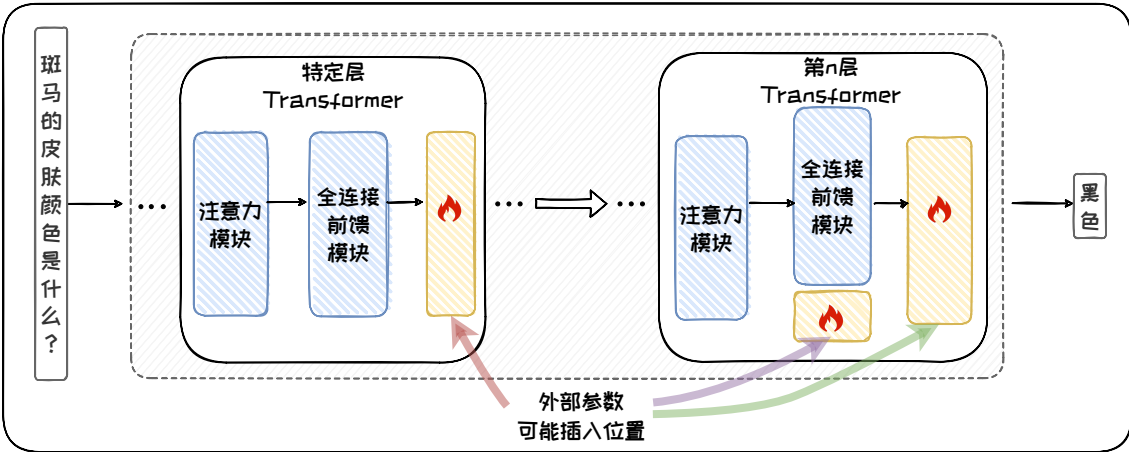 斑马的皮肤颜色是什么？
特定层
Transformer
注意力
模块
全连接
前馈
模块
第n层
Transformer
注意力
模块
全连接
前馈
模块
黑色
外部参数
可能插入位置